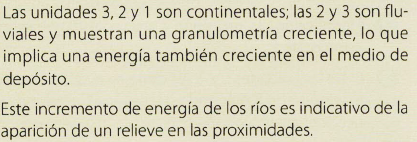 Las unidades 3, 2 y 1 son continentales; las 2 y 3 son flu-
viales y muestran una granulometría creciente, lo que
implica una energía también creciente en el medio de
depósito.
Este incremento de energía de los ríos es indicativo de la
aparición de un relieve en las proximidades.